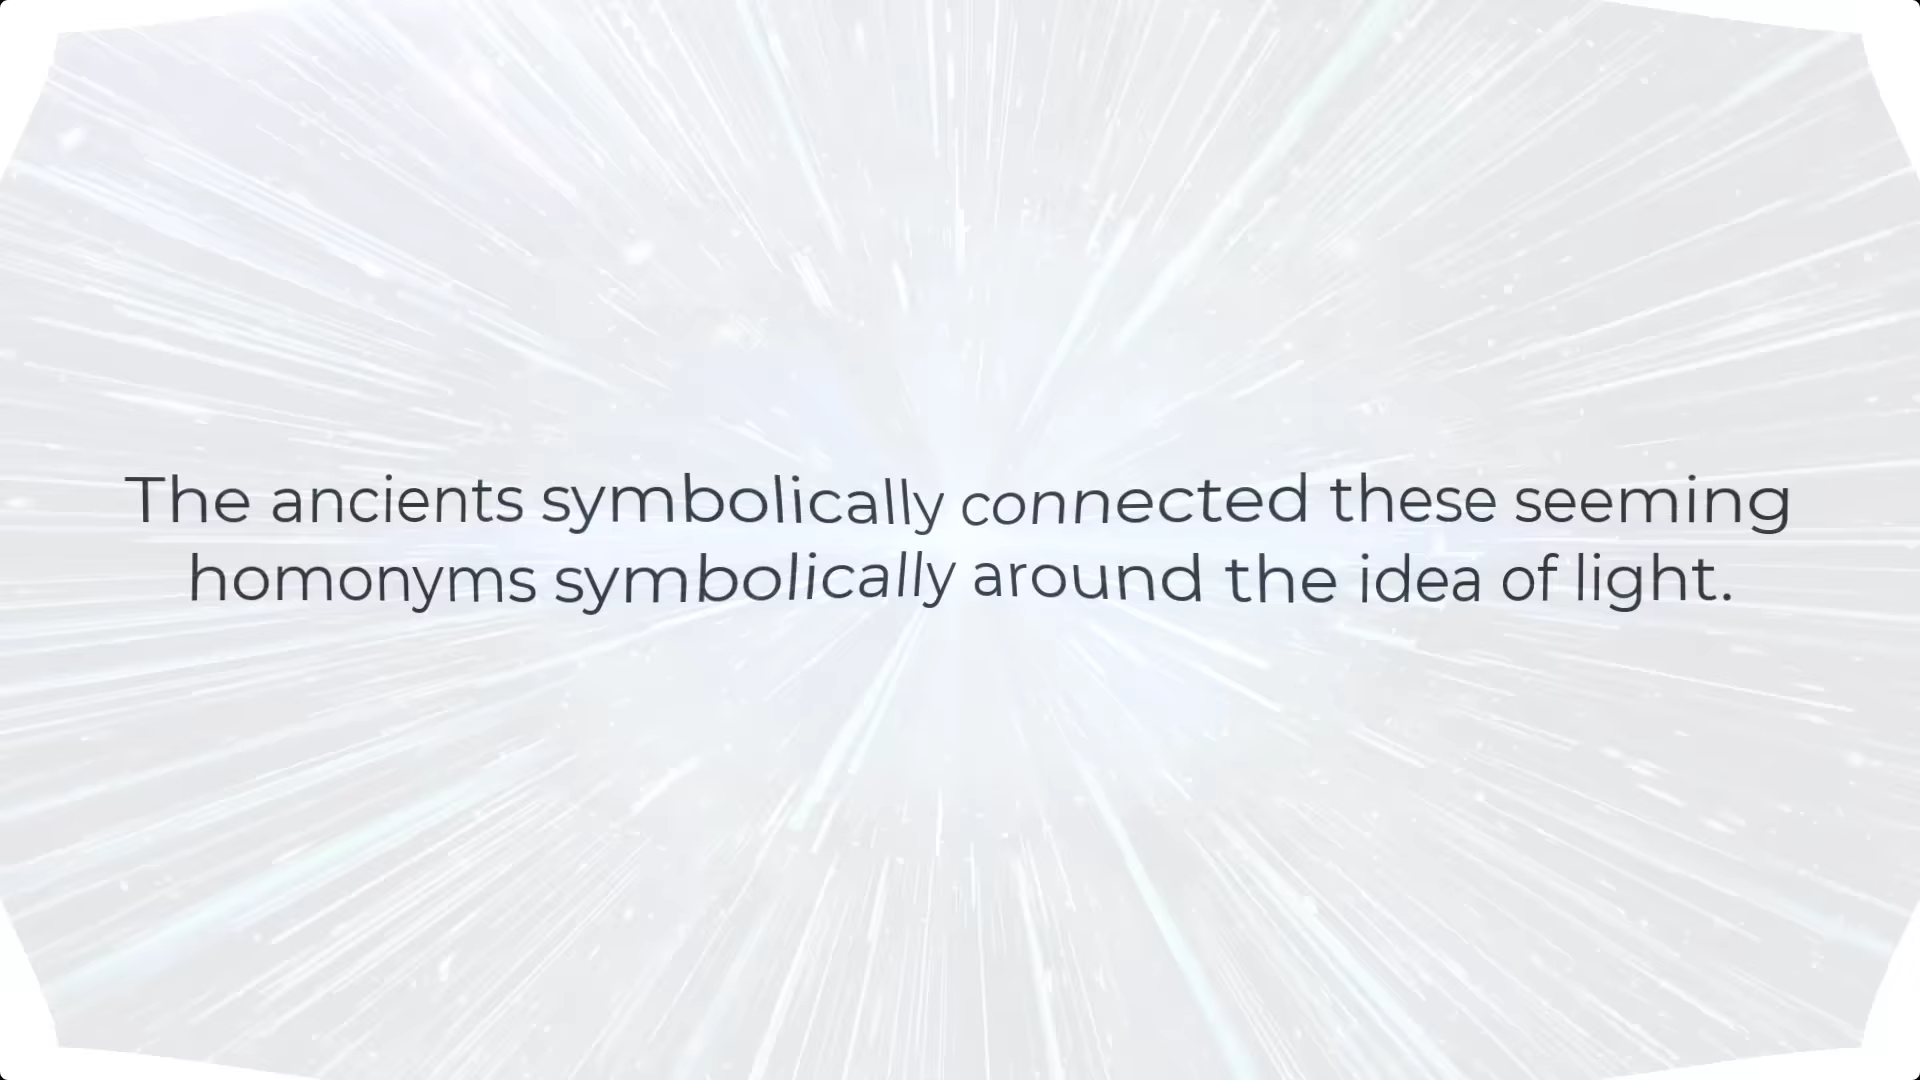 The ancients symbolically connected these seeming
homonyms symbolically around the idea of light.